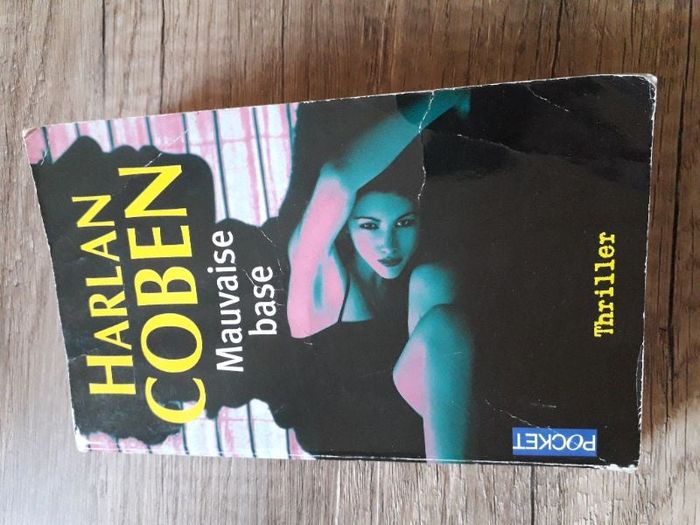 HARLAN
COBEN
Mauvaise
base
Thriller
POCKET